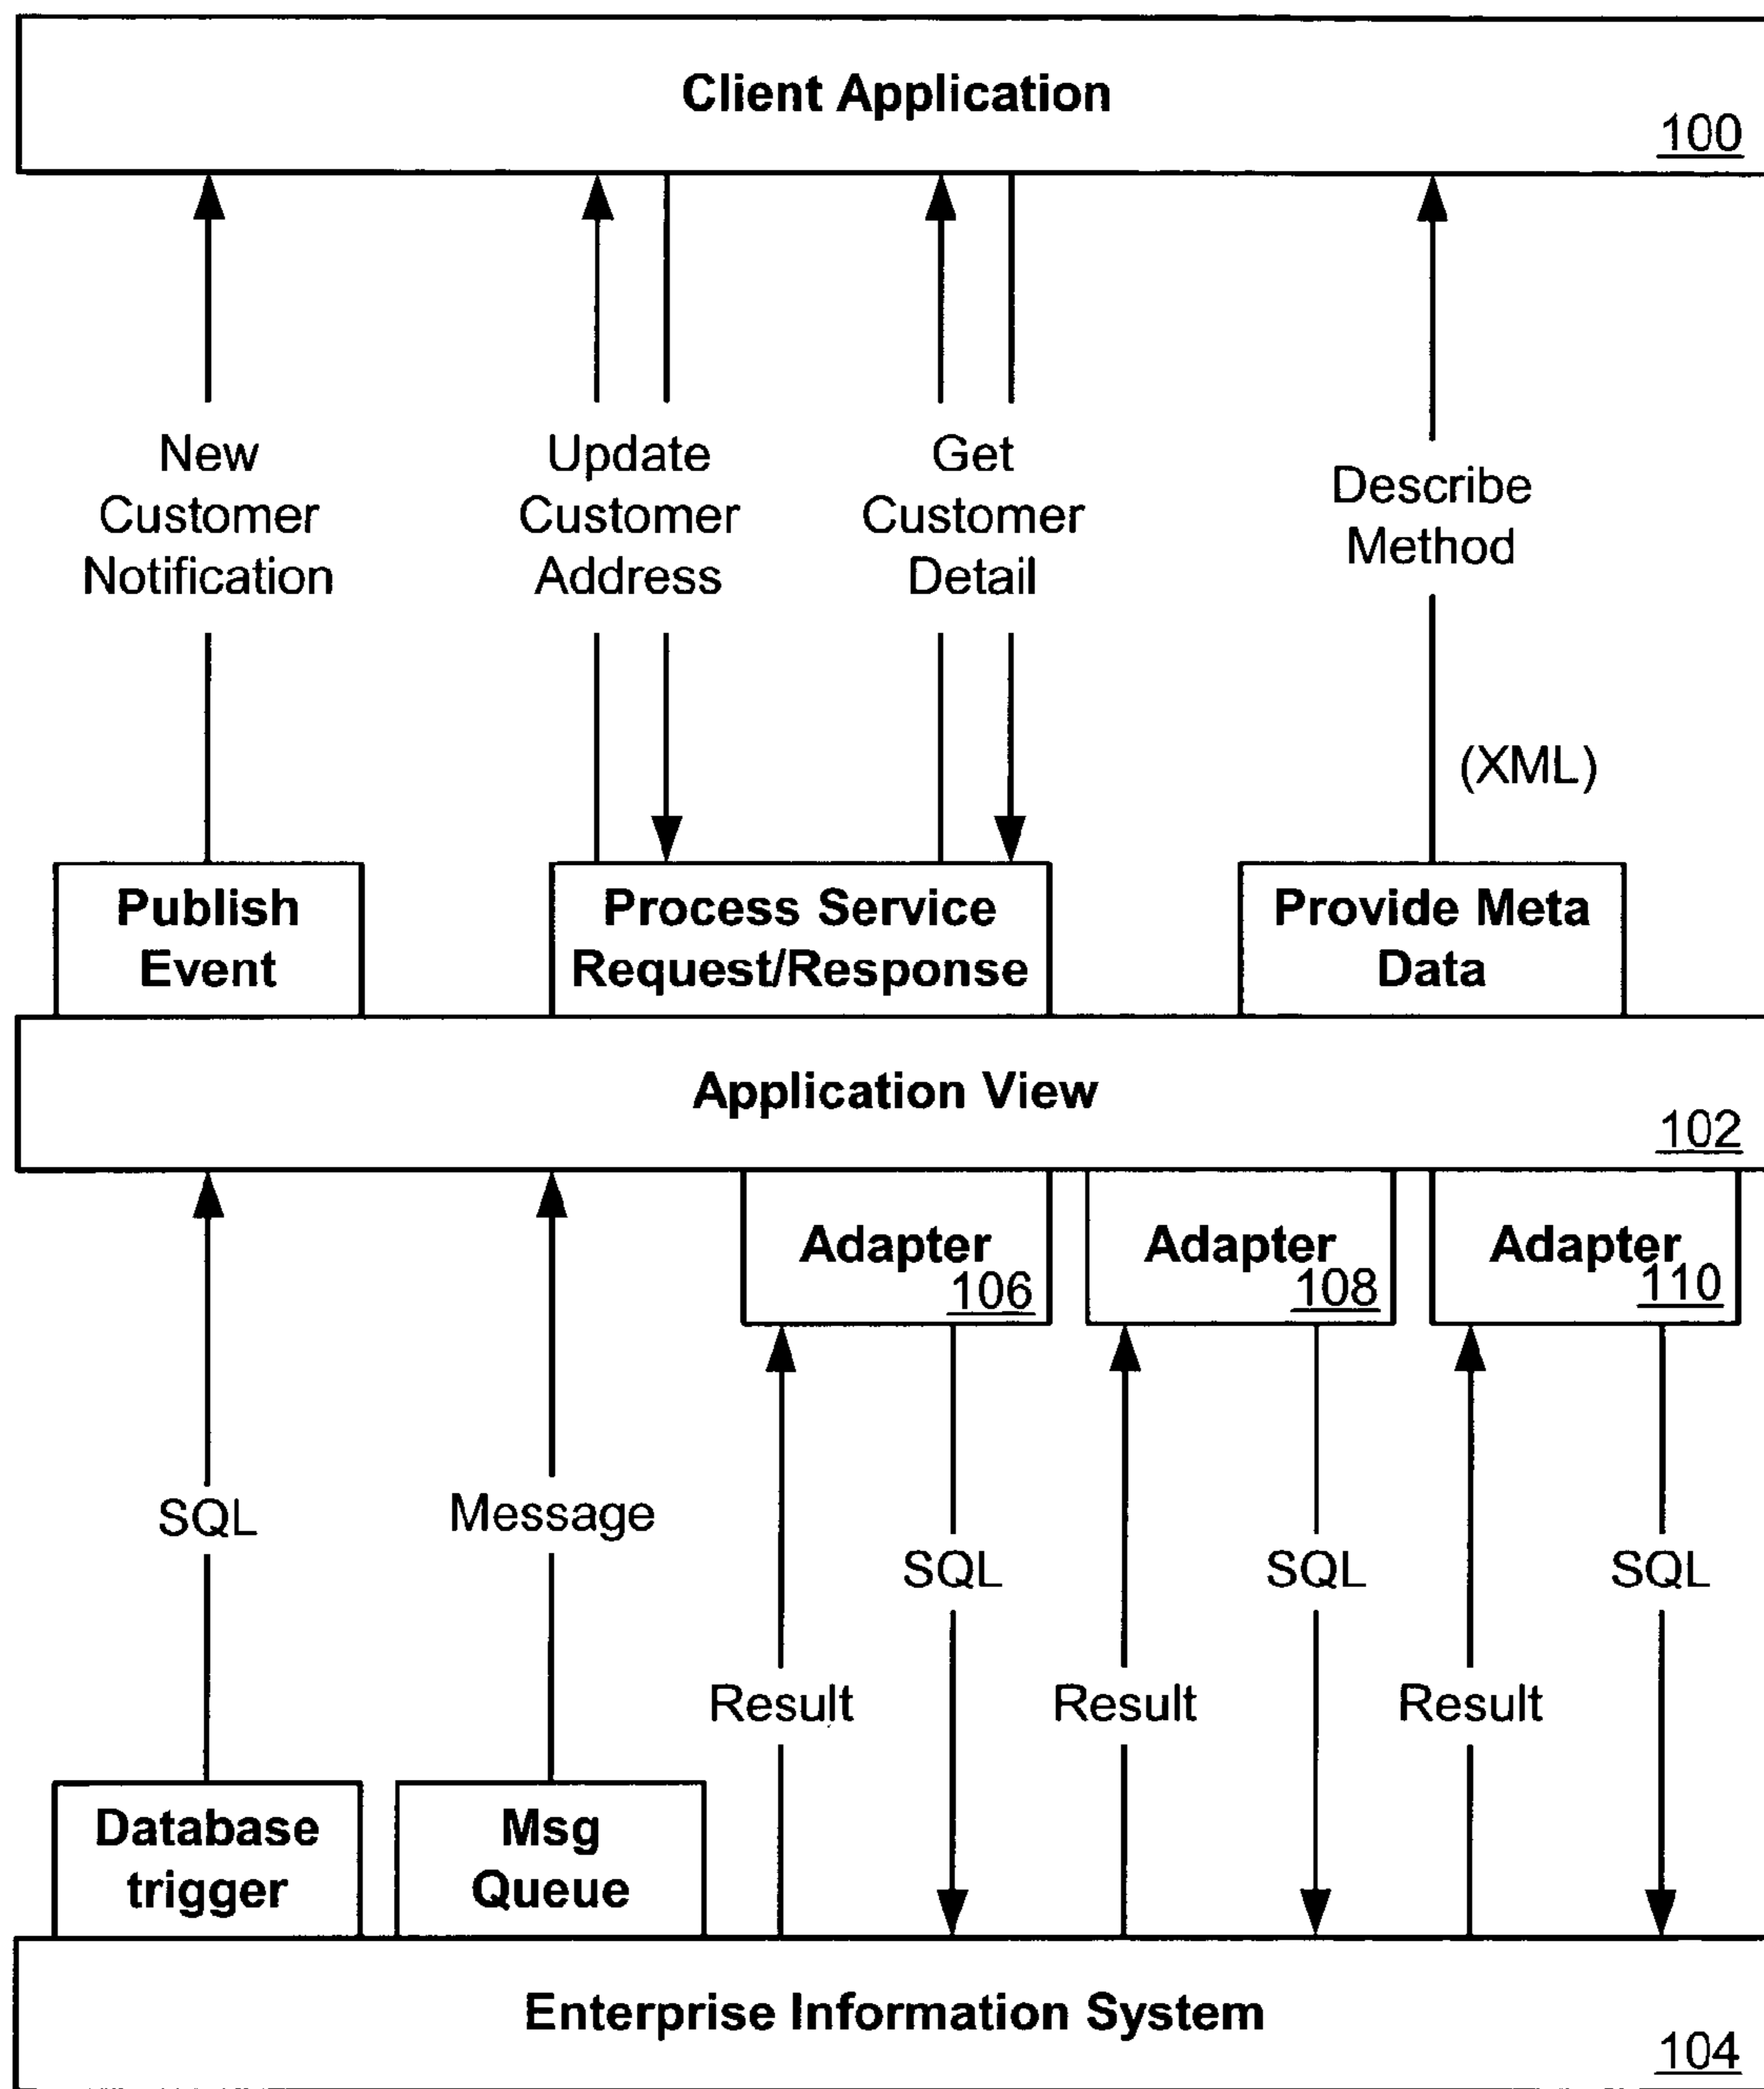 Client Application
100
New
Customer
Notification
Update
Customer
Address
Get
Customer
Detail
Describe
Method
(XML)
Publish
Event
Process Service
Request/Response
Provide Meta
Data
Application View
102
Adapter
106
Adapter
108
Adapter
110
SQL
Message
SQL
SQL
SQL
Result
Result
Result
Database
trigger
Msg
Queue
Enterprise Information System
104